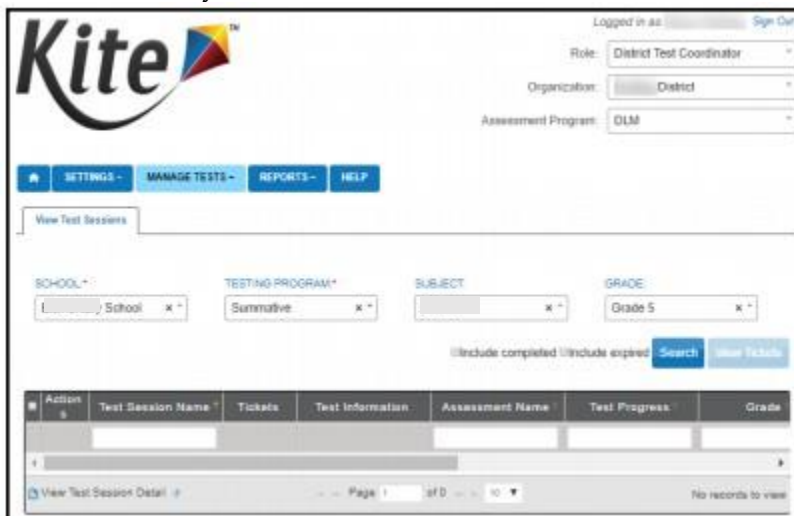 Kite™
Logged in as Sign Out
Role: District Test Coordinator
Organization: District
Assessment Program: DLM
SETTINGS MANAGE TESTS REPORTS HELP
View Test Sessions
SCHOOL* TESTING PROGRAM* SUBJECT GRADE
School × Summative × × Grade 5 ×
Include completed Include expired Search View Tickets
Actions Test Session Name Tickets Test Information Assessment Name Test Progress Grade
View Test Session Detail Page 1 of 0 10 No records to view